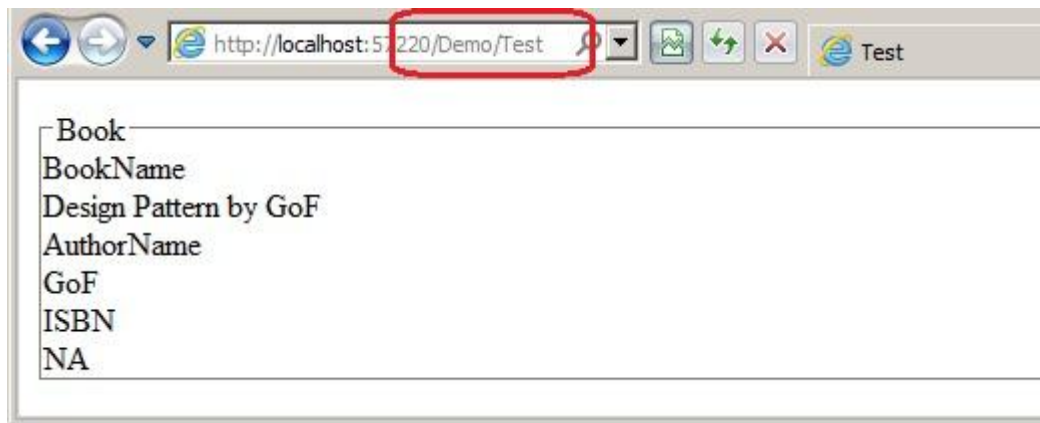 http://localhost:57220/Demo/Test
Test
Book
BookName
Design Pattern by GoF
AuthorName
GoF
ISBN
NA